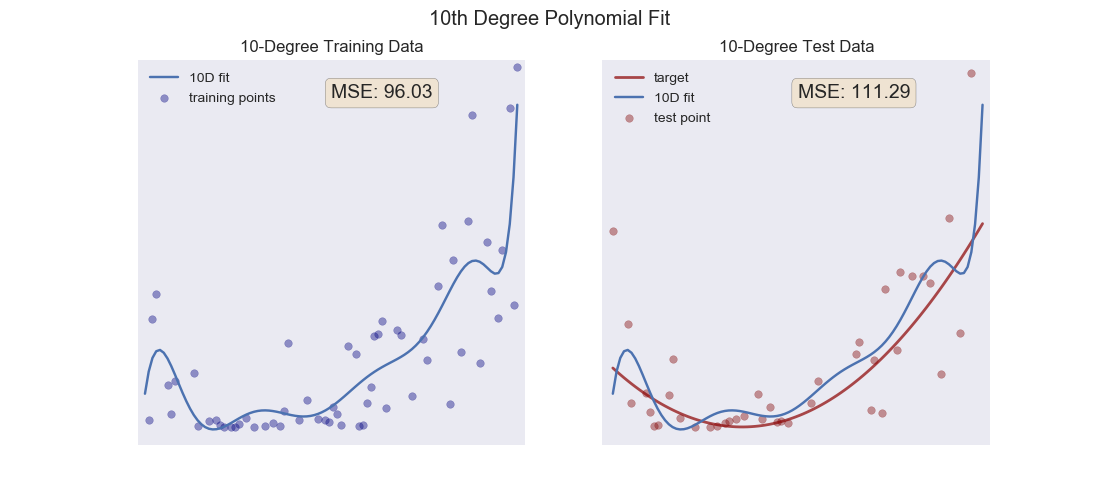 10th Degree Polynomial Fit
10-Degree Training Data
10D fit
training points
MSE: 96.03
10-Degree Test Data
target
10D fit
test point
MSE: 111.29